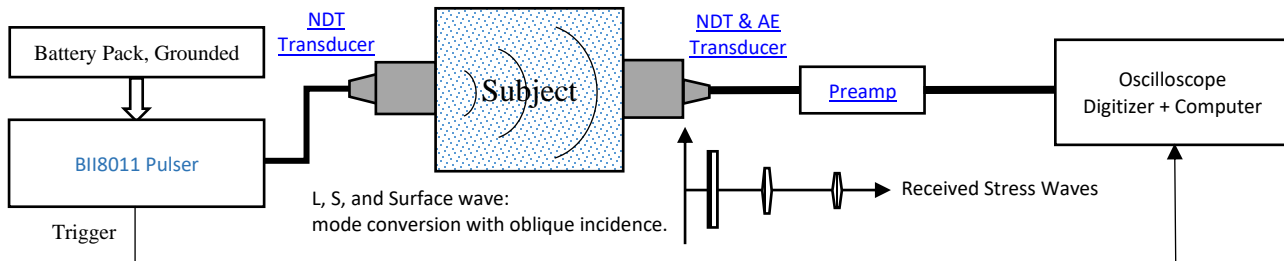 Battery Pack, Grounded
BII8011 Pulser
Trigger
NDT
Transducer
Subject
L, S, and Surface wave:
mode conversion with oblique incidence.
NDT & AE
Transducer
Preamp
Received Stress Waves
Oscilloscope
Digitizer + Computer